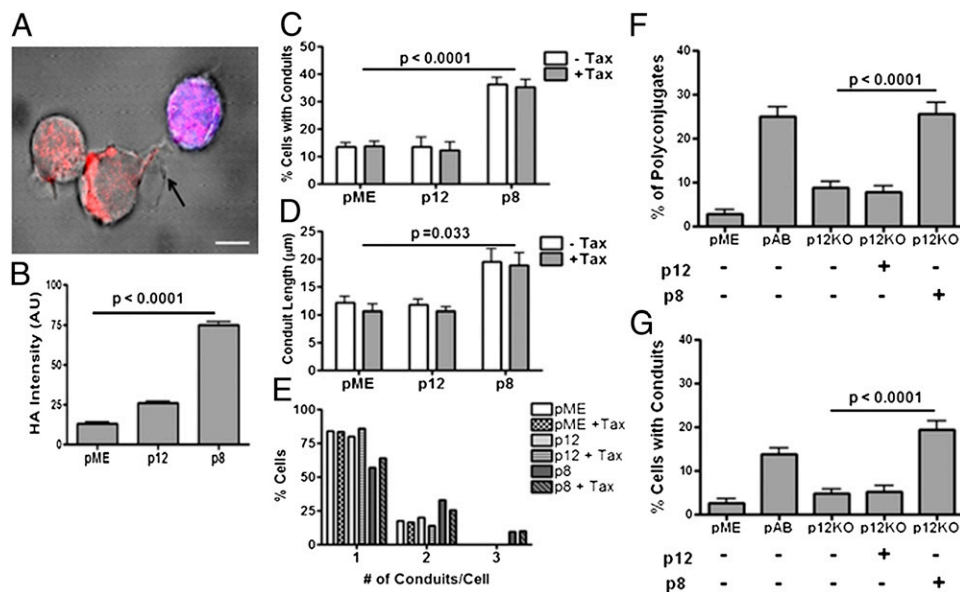 A
B
HA Intensity (AU)
100
75
50
25
0
p < 0.0001
pME p12 p8
C
% Cells with Conduits
50
40
30
20
10
0
p < 0.0001
- Tax
+Tax
pME p12 p8
D
Conduit Length (μm)
25
20
15
10
5
0
p =0.033
- Tax
+Tax
pME p12 p8
E
% Cells
100
75
50
25
0
pME
pME +Tax
p12
p12 + Tax
p8
p8 + Tax
1 2 3
# of Conduits/Cell
F
% of Polyconjugates
40
30
20
10
0
p <0.0001
pME pAB p12KO p12KO p12KO
p12 - - - + -
p8 - - - - +
G
% Cells with Conduits
40
30
20
10
0
p < 0.0001
pME pAB p12KO p12KO p12KO
p12 - - - + -
p8 - - - - +